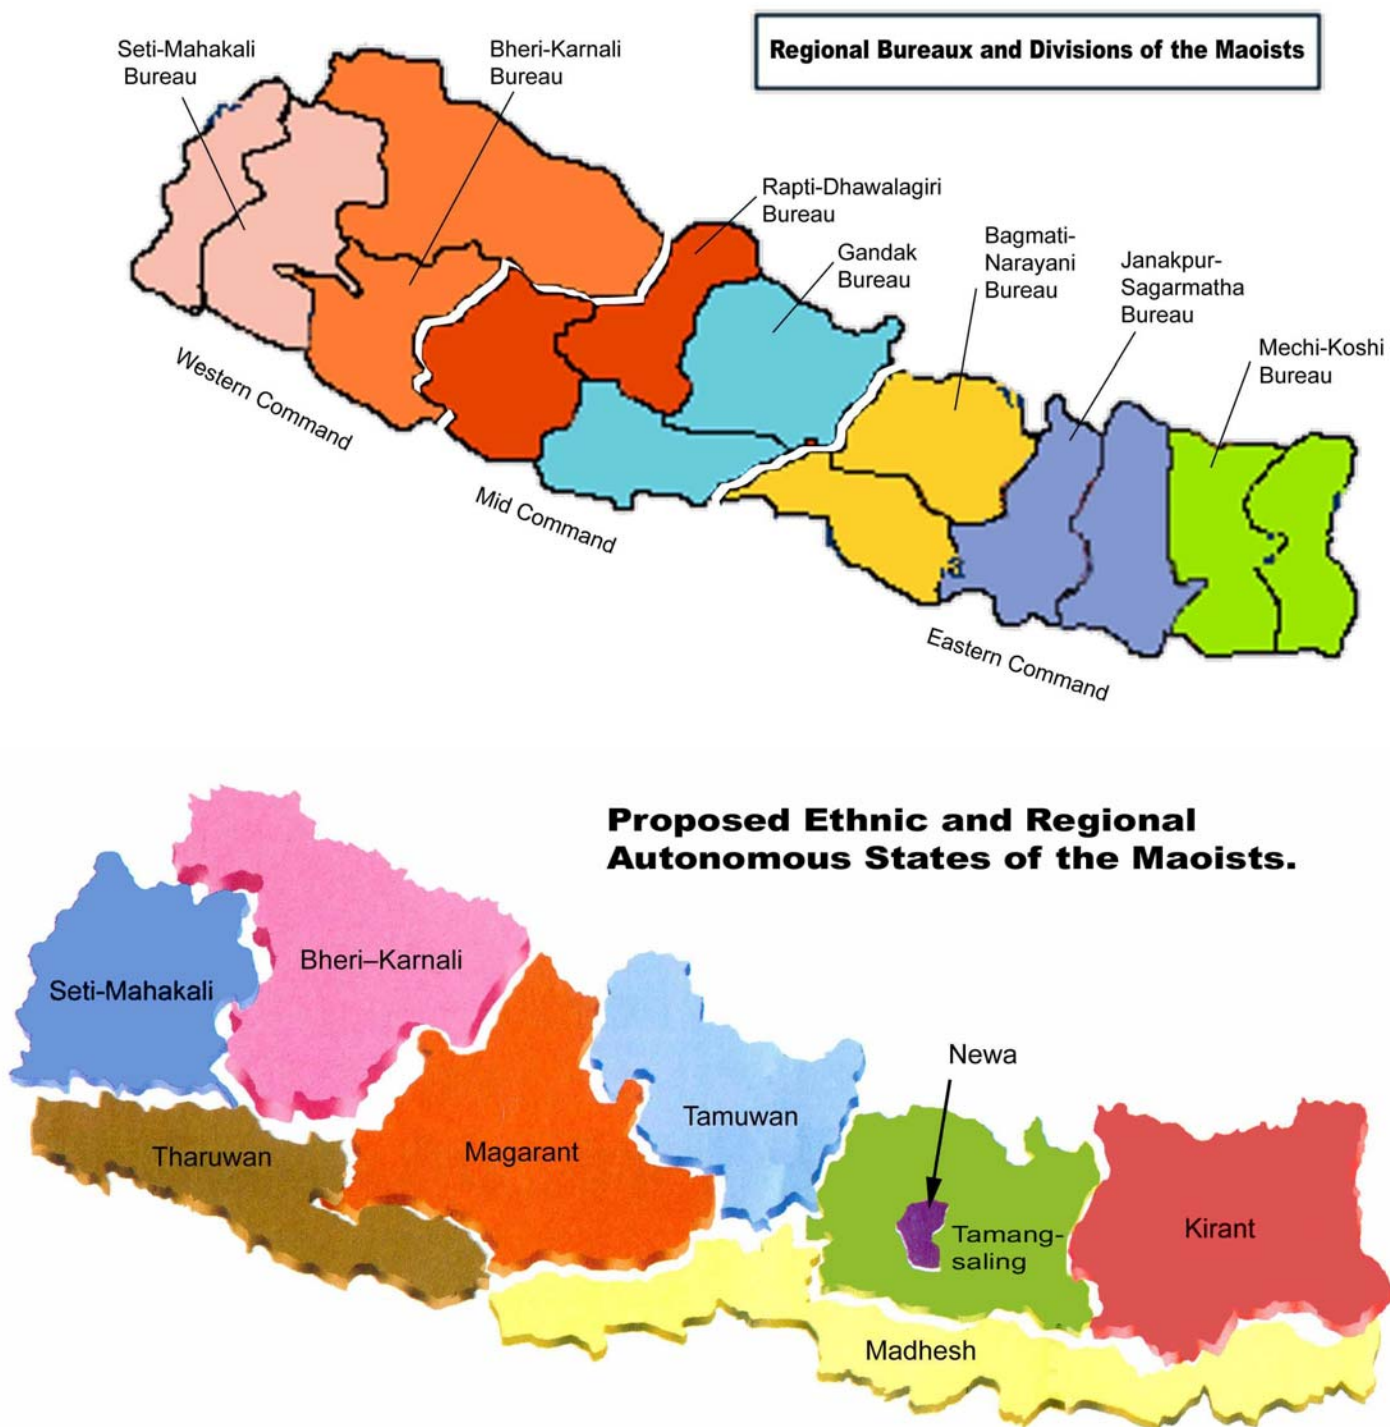 Regional Bureaux and Divisions of the Maoists
Seti-Mahakali
Bureau
Bheri-Karnali
Bureau
Rapti-Dhawalagiri
Bureau
Gandak
Bureau
Bagmati-
Narayani
Bureau
Janakpur-
Sagarmatha
Bureau
Mechi-Koshi
Bureau
Western Command
Mid Command
Eastern Command
Proposed Ethnic and Regional
Autonomous States of the Maoists.
Seti-Mahakali
Bheri–Karnali
Tharuwan
Magarant
Tamuwan
Newa
Tamang-
saling
Kirant
Madhesh